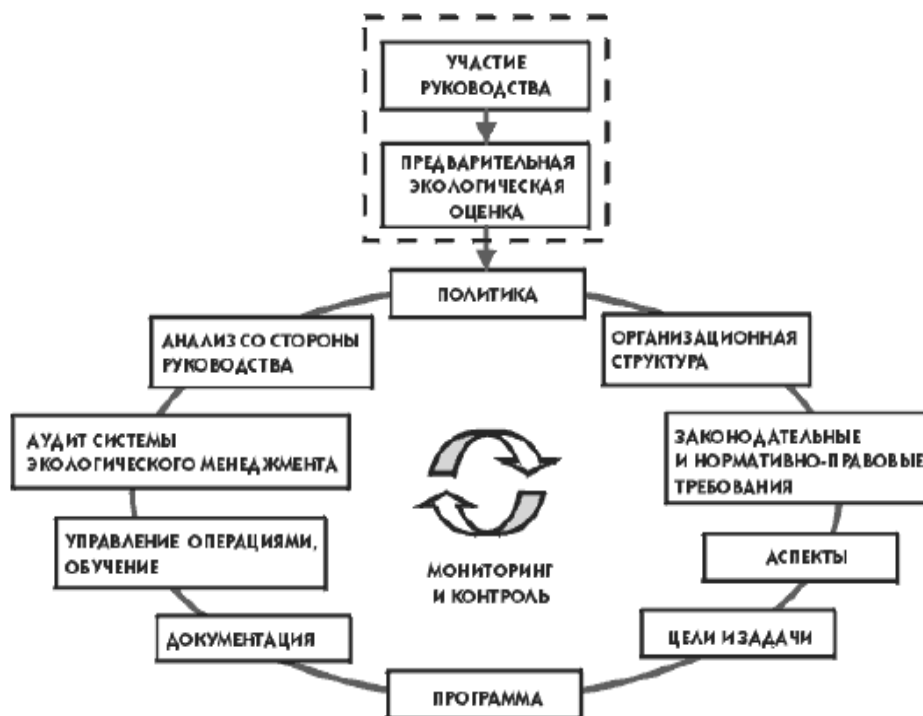 УЧАСТИЕ
РУКОВОДСТВА
ПРЕДВАРИТЕЛЬНАЯ
ЭКОЛОГИЧЕСКАЯ
ОЦЕНКА
ПОЛИТИКА
ОРГАНИЗАЦИОННАЯ
СТРУКТУРА
ЗАКОНОДАТЕЛЬНЫЕ
И НОРМАТИВНО-ПРАВОВЫЕ
ТРЕБОВАНИЯ
АСПЕКТЫ
ЦЕЛИ И ЗАДАЧИ
ПРОГРАММА
ДОКУМЕНТАЦИЯ
УПРАВЛЕНИЕ ОПЕРАЦИЯМИ,
ОБУЧЕНИЕ
АУДИТ СИСТЕМЫ
ЭКОЛОГИЧЕСКОГО МЕНЕДЖМЕНТА
АНАЛИЗ СО СТОРОНЫ
РУКОВОДСТВА
МОНИТОРИНГ
И КОНТРОЛЬ